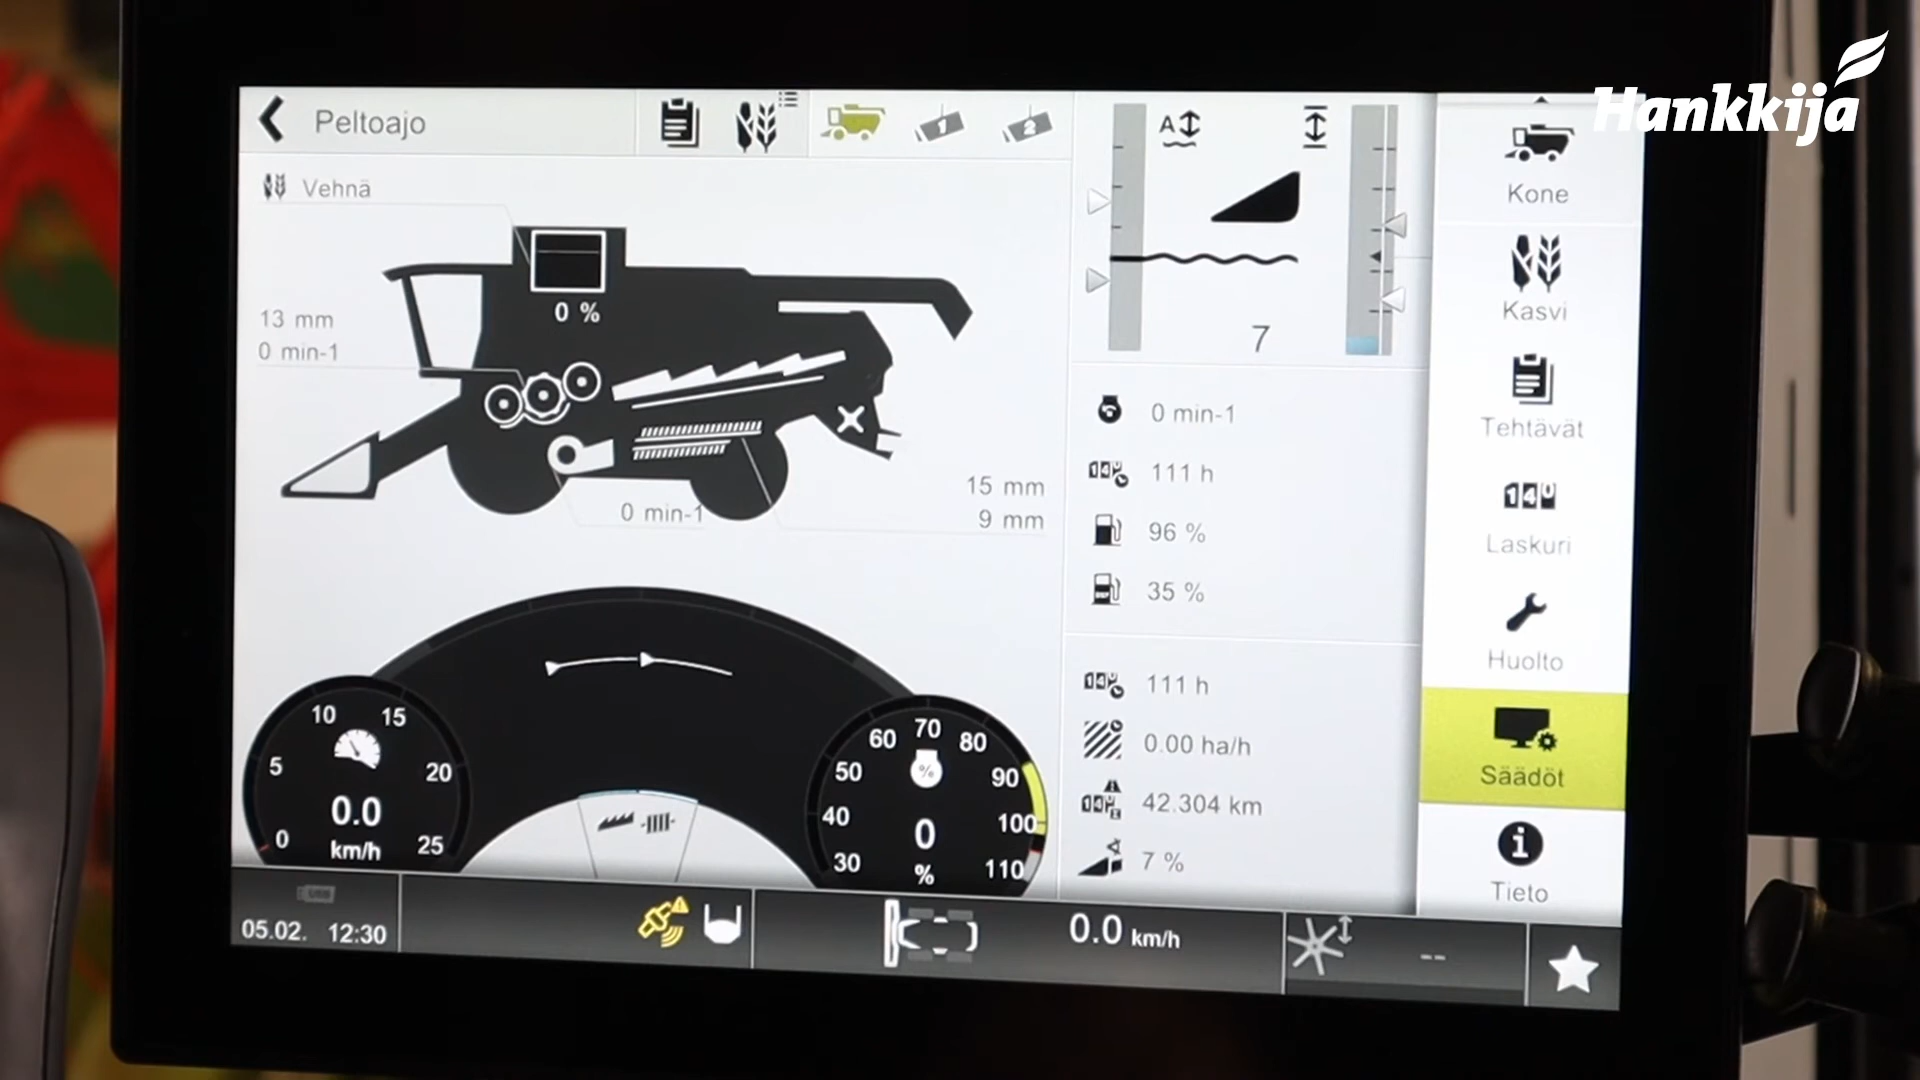 Hankkija
Peltoajo
1
2
A
Vehnä
0 %
13 mm
0 min-1
0 min-1
15 mm
9 mm
7
0 min-1
111 h
96 %
35 %
111 h
0.00 ha/h
42.304 km
7 %
Kone
Kasvi
Tehtävät
140
Laskuri
Huolto
Säädöt
Tieto
0
5
10
15
20
25
0.0
km/h
30
40
50
60
70
80
90
100
110
%
0
%
05.02. 12:30
0.0 km/h
--